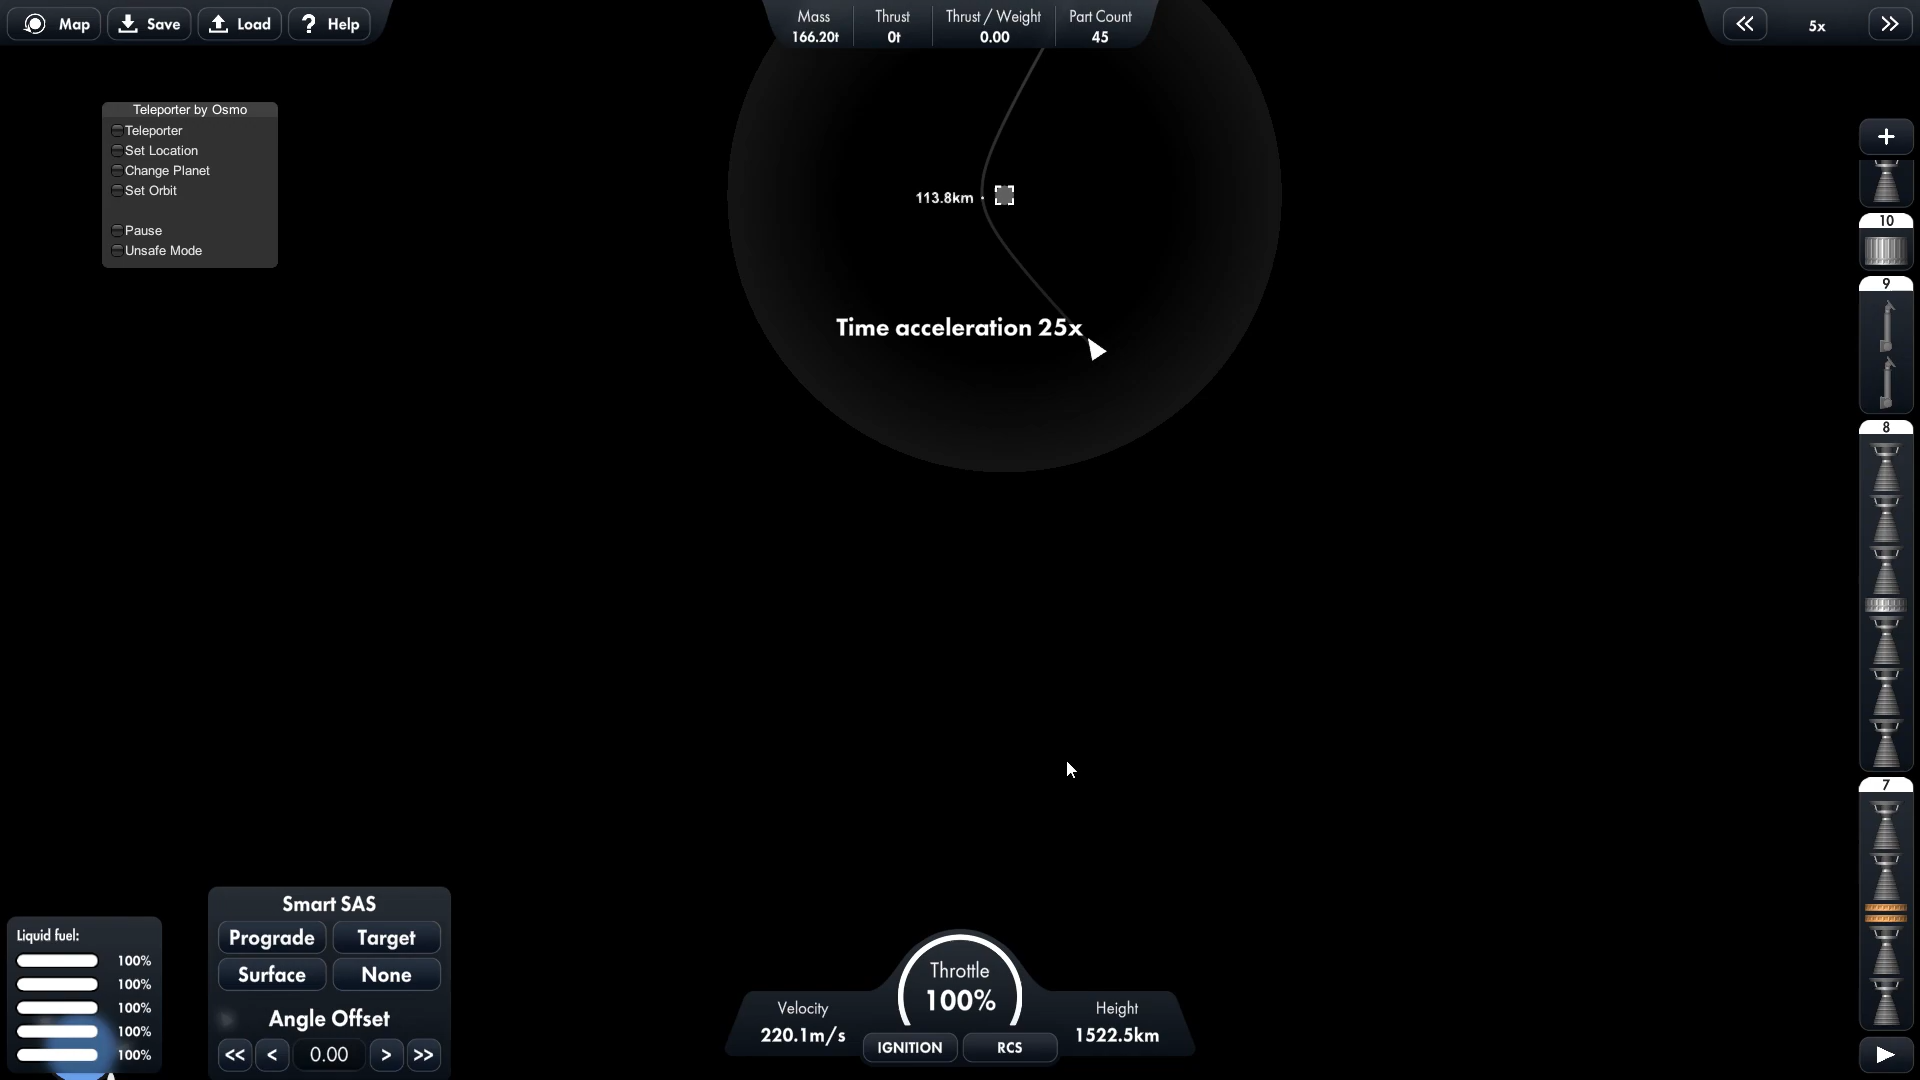 Map
Save
Load
? Help
Mass
166.20t
Thrust
0t
Thrust / Weight
0.00
Part Count
45
5x
Teleporter by Osmo
Teleporter
Set Location
Change Planet
Set Orbit
Pause
Unsafe Mode
113.8km
Time acceleration 25x
+
10
9
8
7
Liquid fuel:
100%
100%
100%
100%
100%
Smart SAS
Prograde
Target
Surface
None
Angle Offset
<< < 0.00 > >>
Throttle
100%
Velocity
220.1m/s
IGNITION
RCS
Height
1522.5km